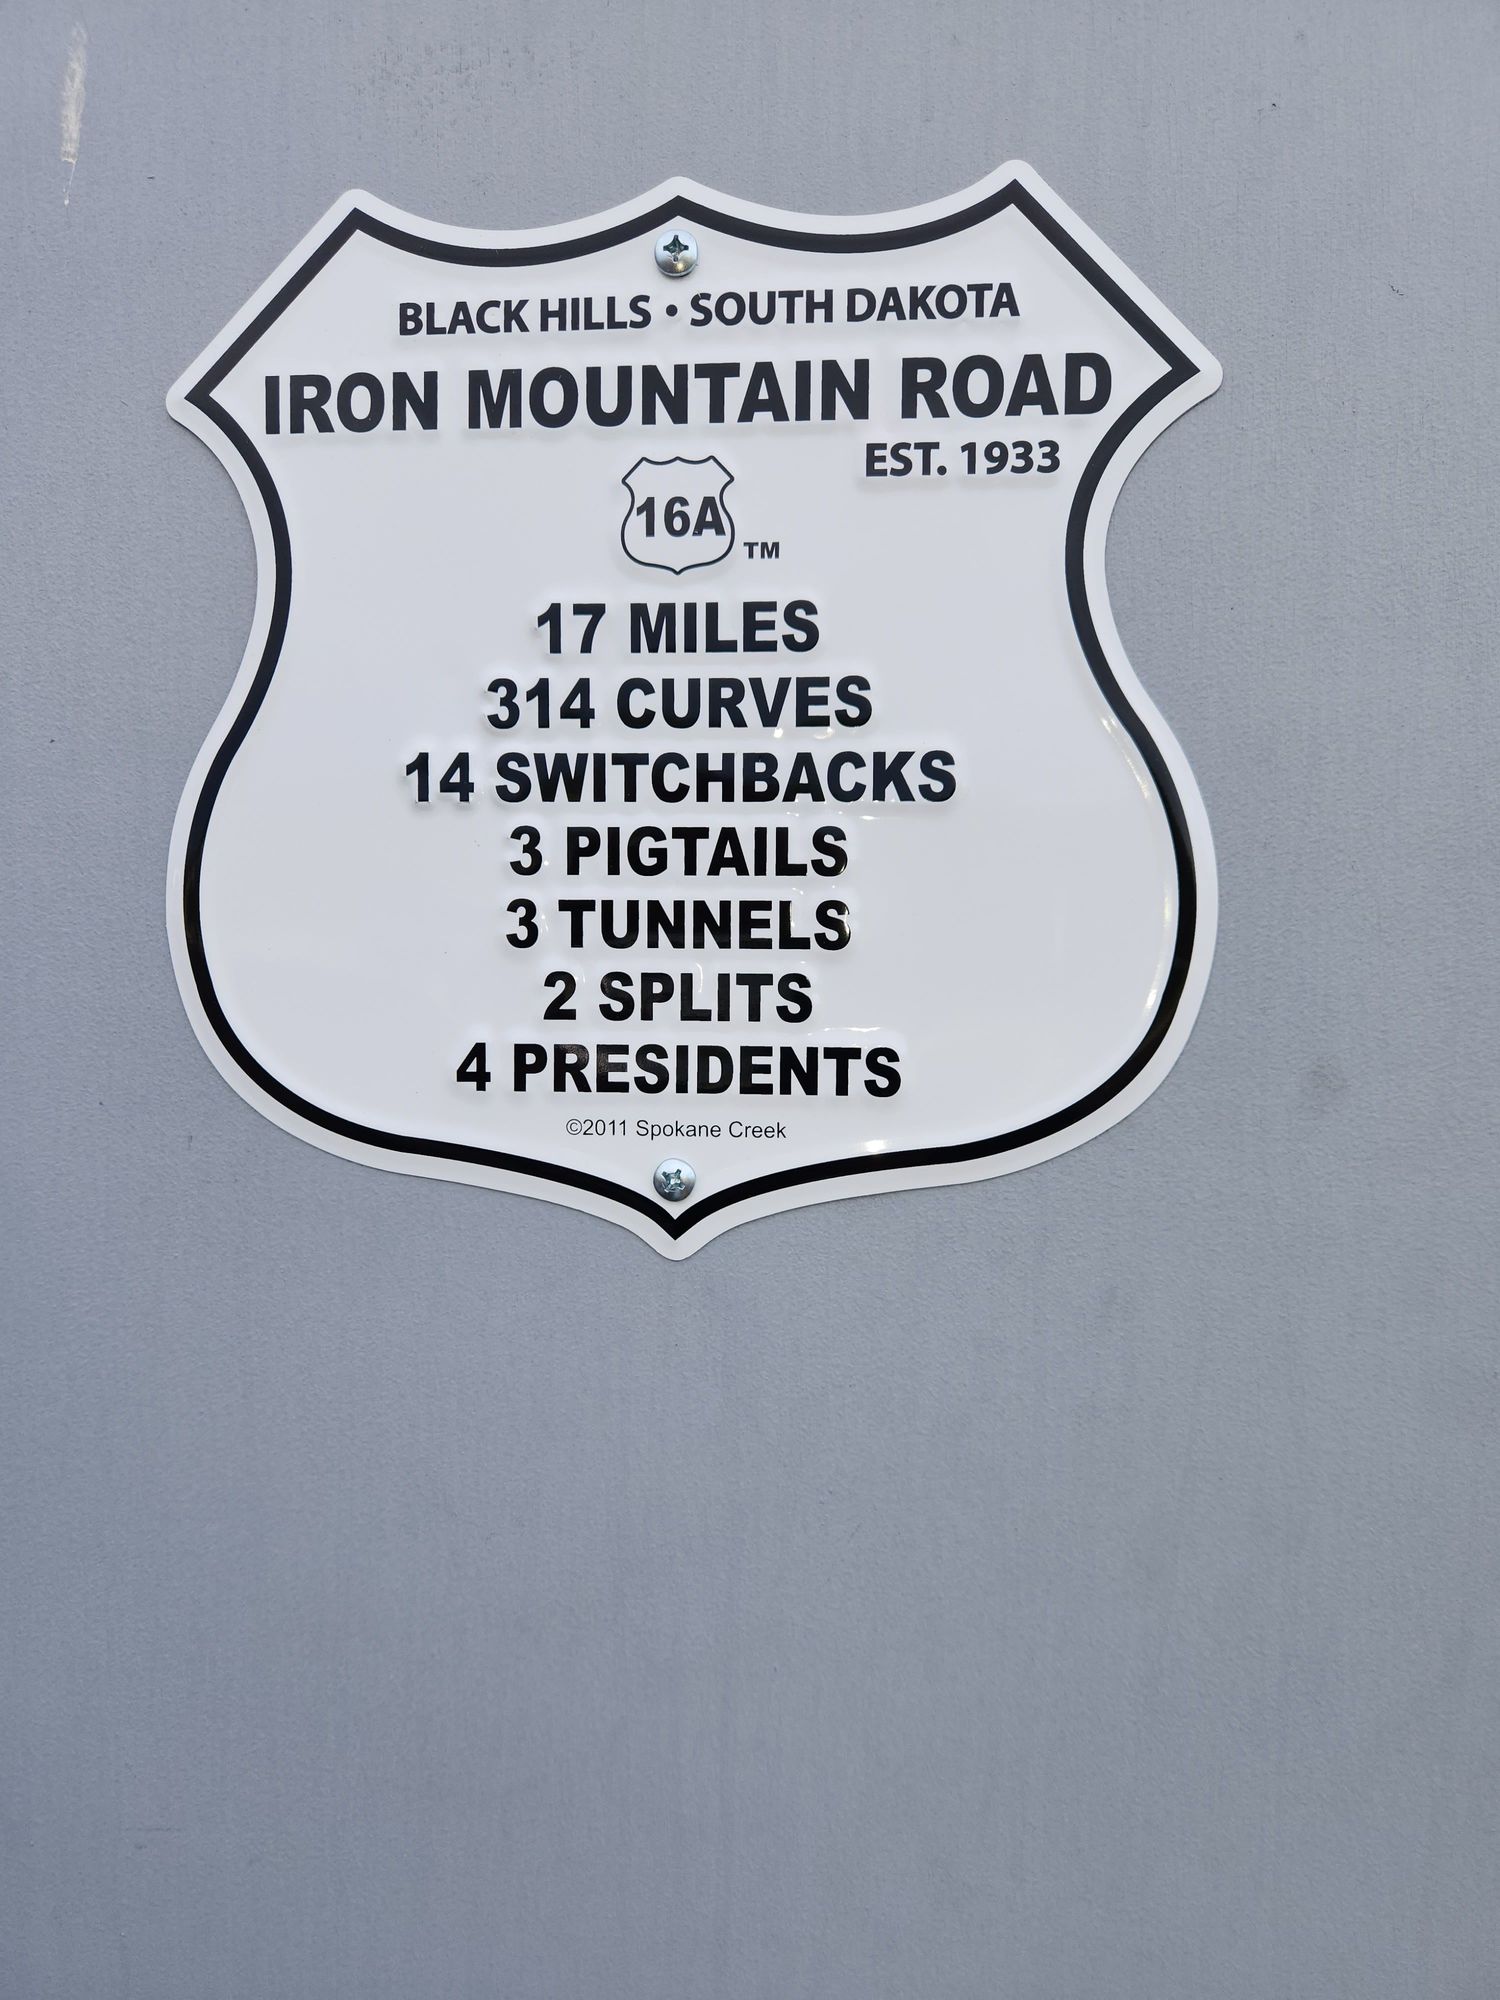 BLACK HILLS • SOUTH DAKOTA
IRON MOUNTAIN ROAD
EST. 1933
16A TM
17 MILES
314 CURVES
14 SWITCHBACKS
3 PIGTAILS
3 TUNNELS
2 SPLITS
4 PRESIDENTS
©2011 Spokane Creek